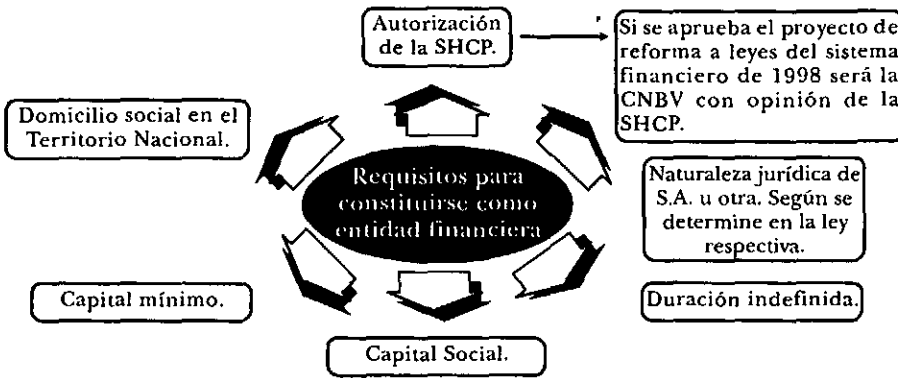 Autorización
de la SHCP.
Si se aprueba el proyecto de
reforma a leyes del sistema
financiero de 1998 será la
CNBV con opinión de la
SHCP.
Domicilio social en el
Territorio Nacional.
Requisitos para
constituirse como
entidad financiera
Naturaleza jurídica de
S.A. u otra. Según se
determine en la ley
respectiva.
Capital mínimo.
Duración indefinida.
Capital Social.